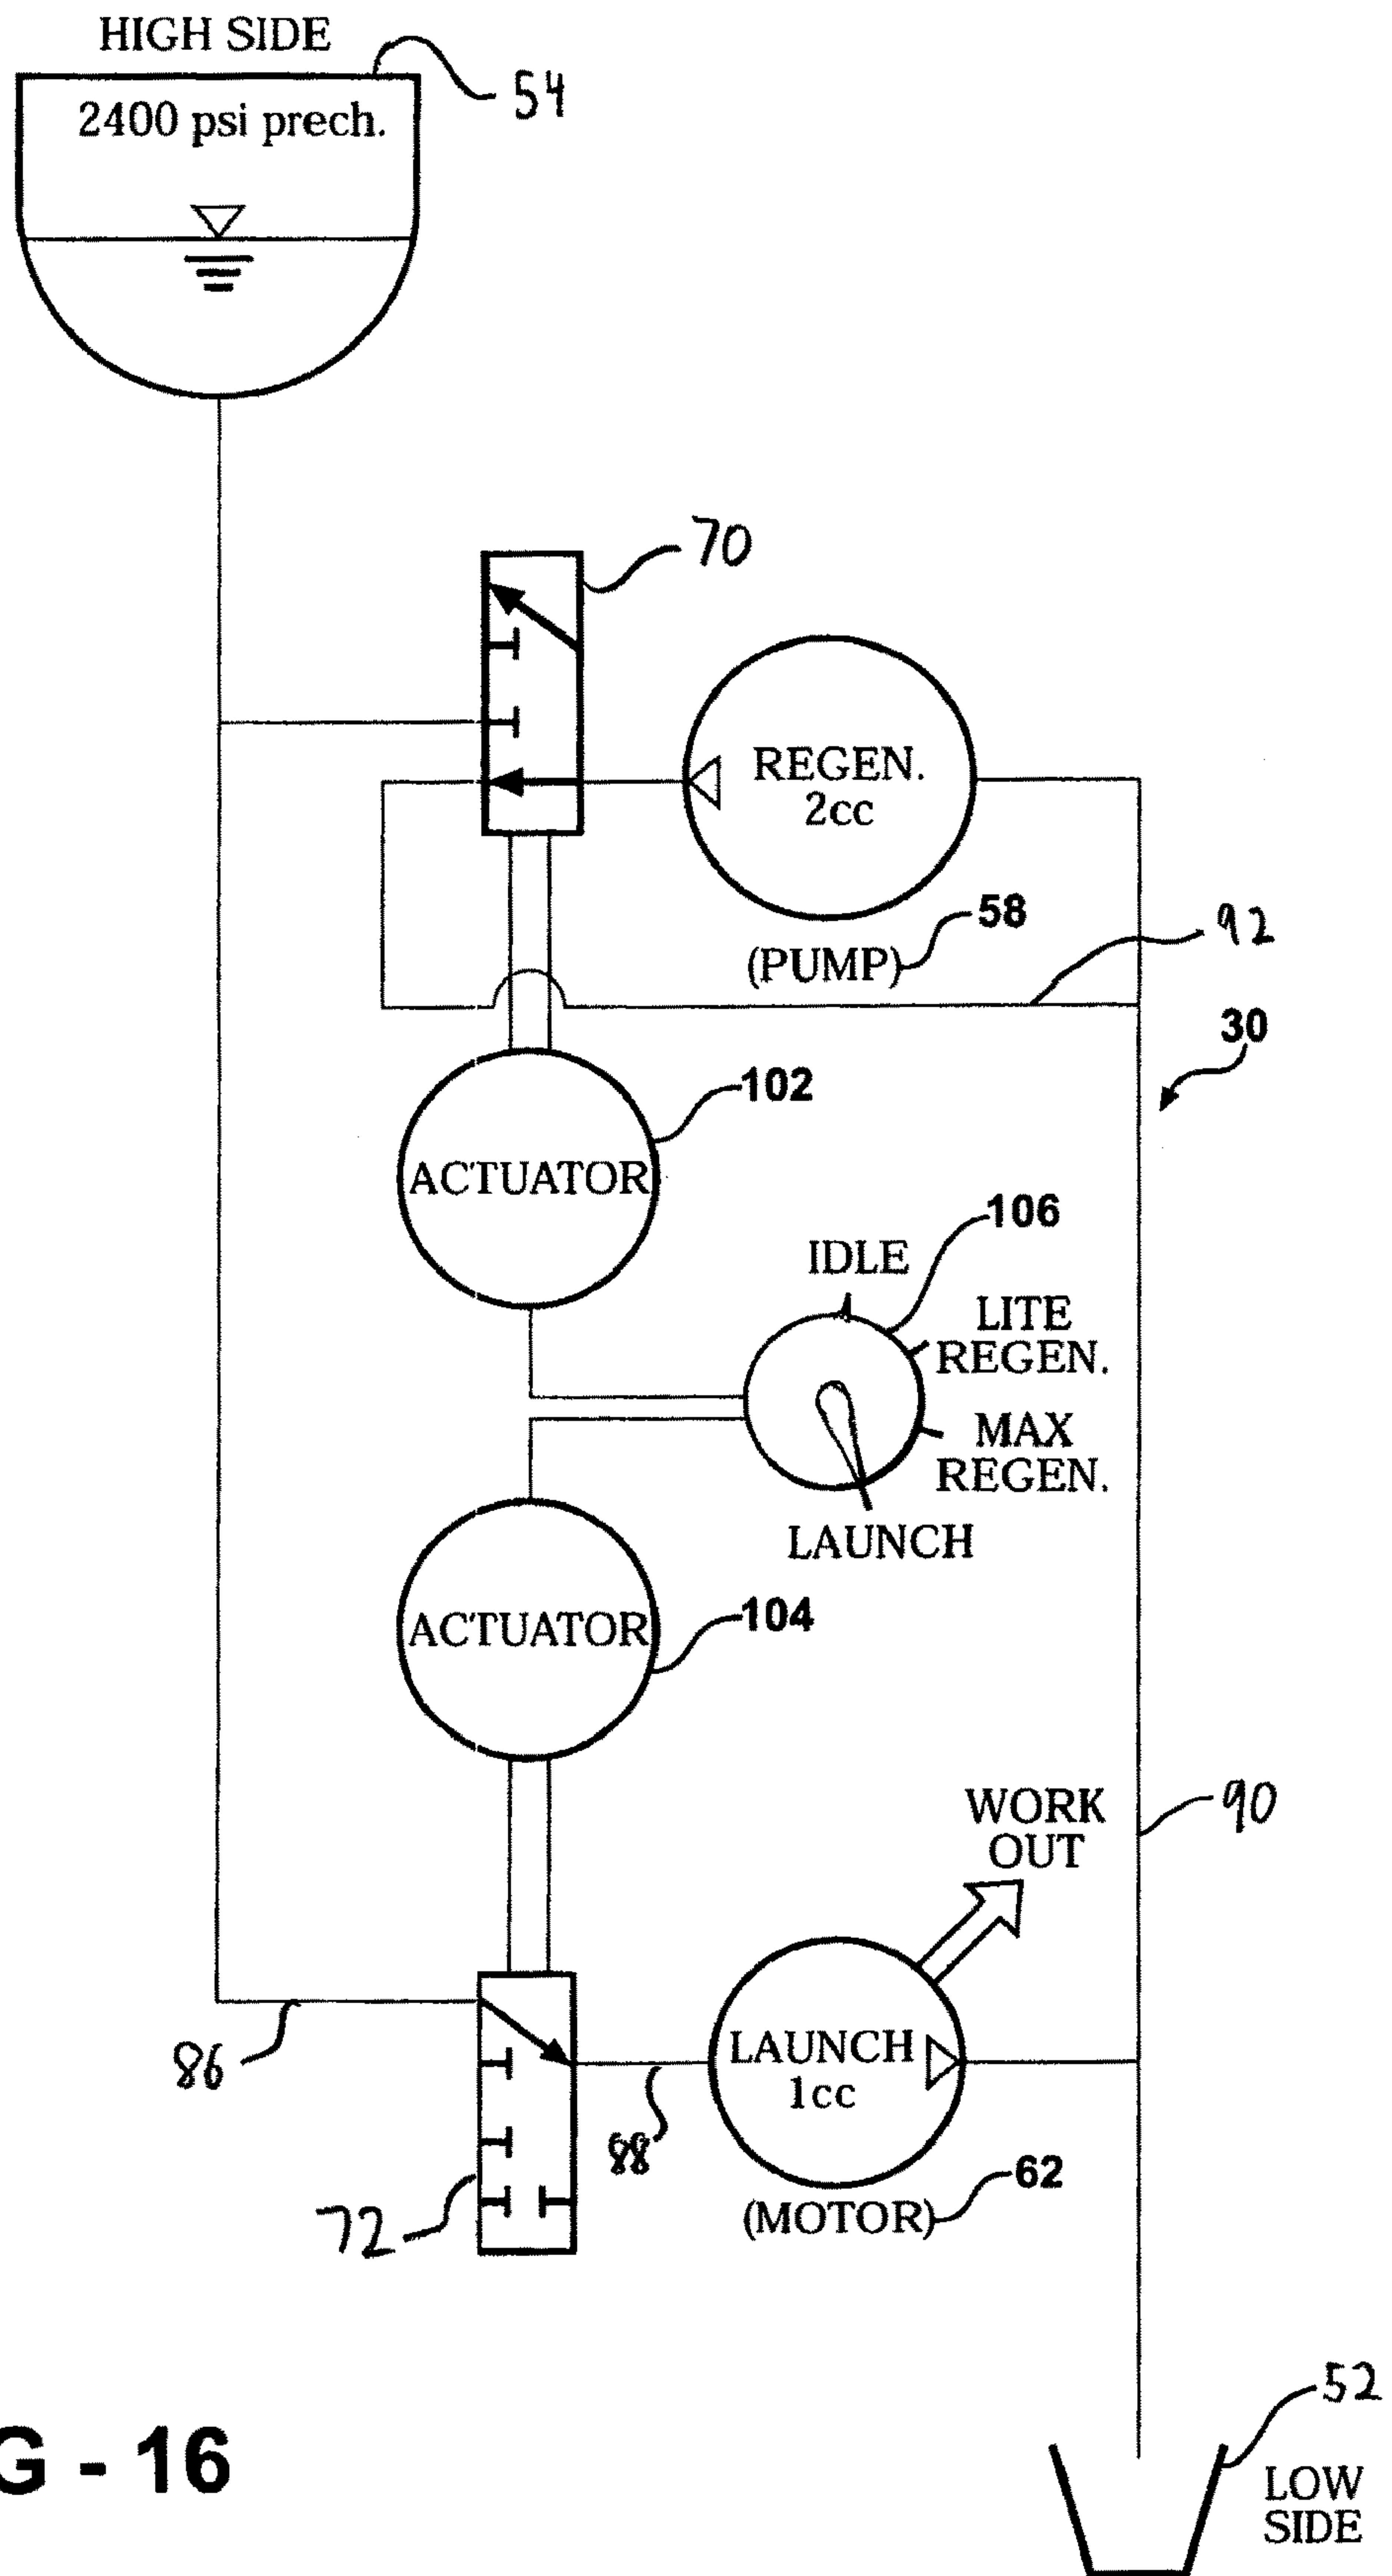 HIGH SIDE
54
2400 psi prech.
70
REGEN.
2cc
(PUMP)
58
92
30
102
ACTUATOR
106
IDLE
LITE
REGEN.
MAX
REGEN.
LAUNCH
ACTUATOR
104
WORK
OUT
90
86
LAUNCH
1cc
88
72
(MOTOR)
62
52
LOW
SIDE
G - 16